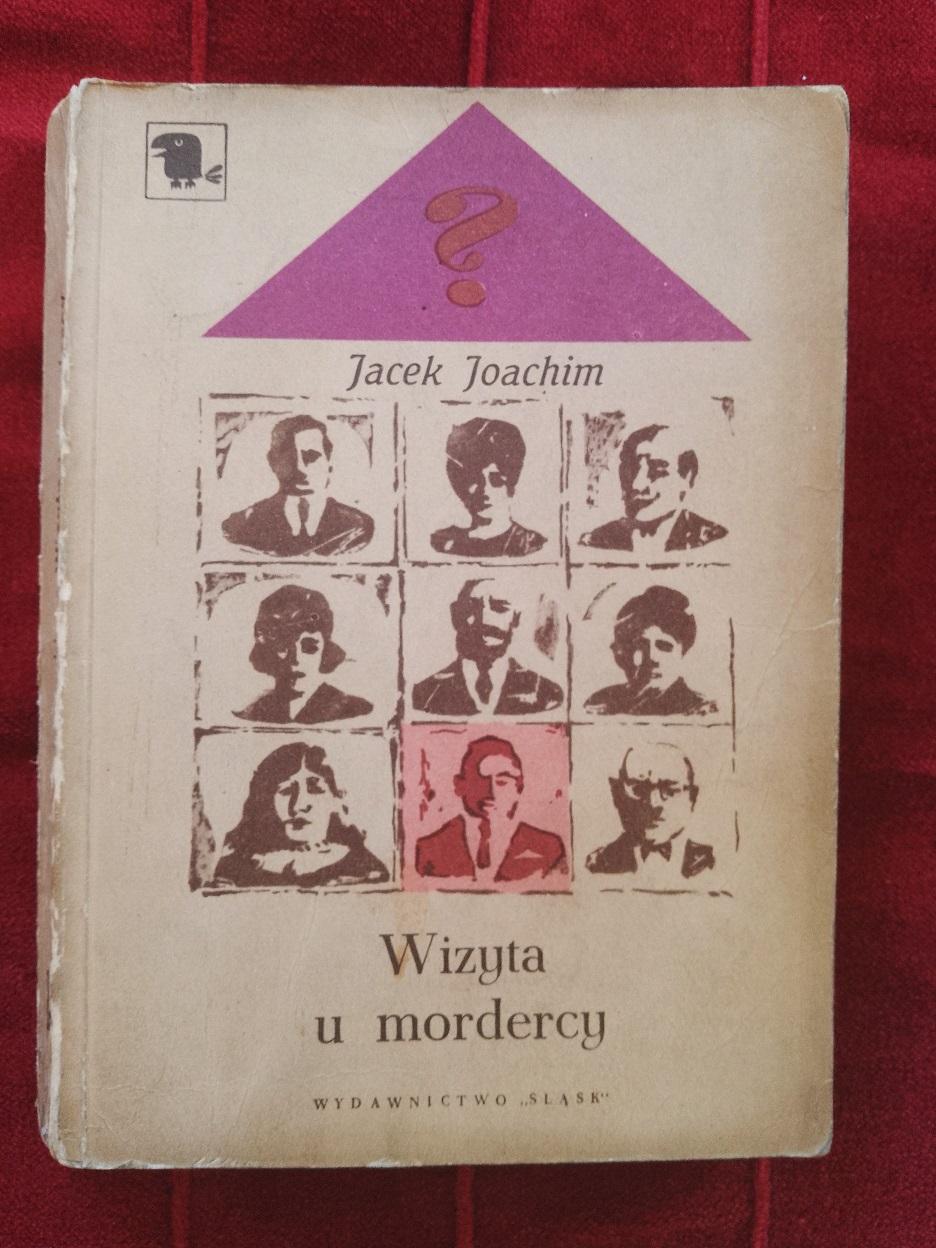 ?
Jacek Joachim
Wizyta
u mordercy
WYDAWNICTWO „ŚLĄSK"